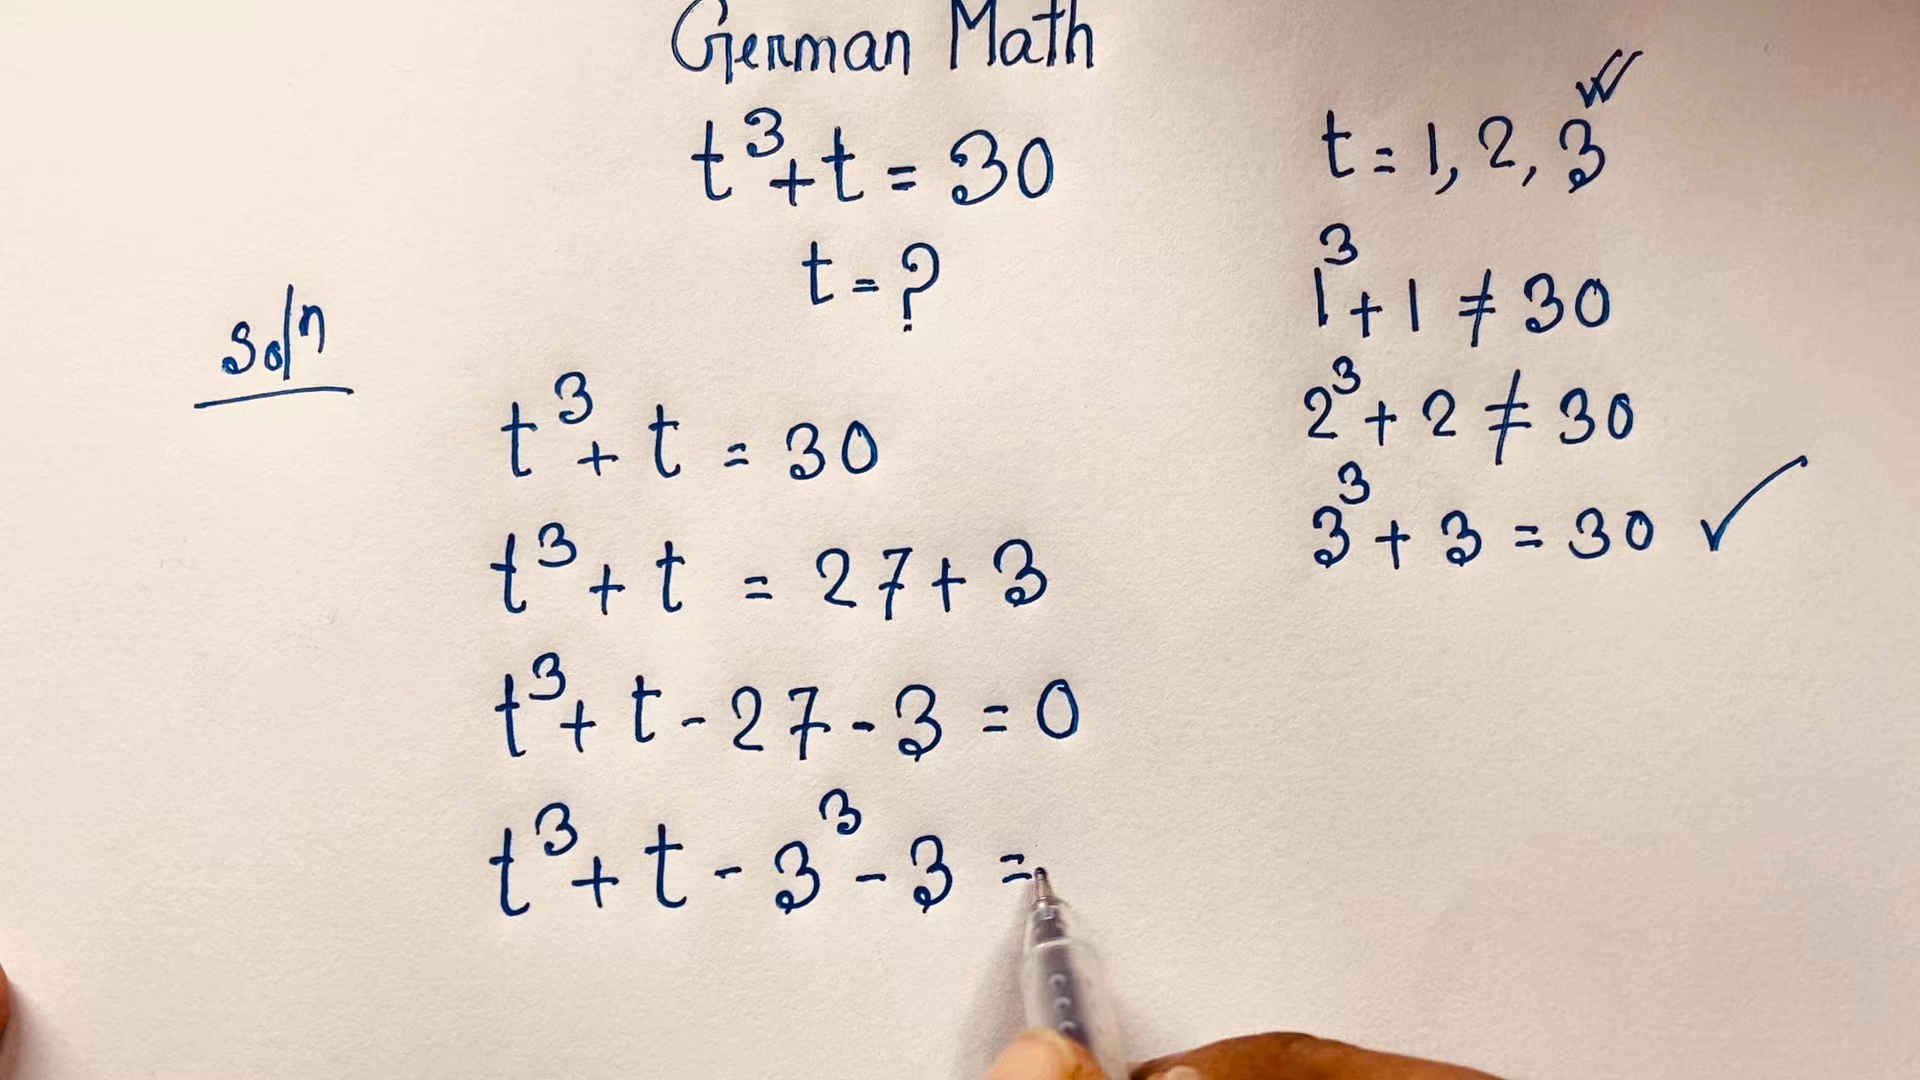 German Math
t³+t = 30
t = ?
Soln
t³+ t = 30
t³ + t = 27 + 3
t³+ t - 27 - 3 = 0
t³+ t - 3³ - 3 =
t = 1, 2, 3
1³ + 1 ≠ 30
2³ + 2 ≠ 30
3³ + 3 = 30 ✓